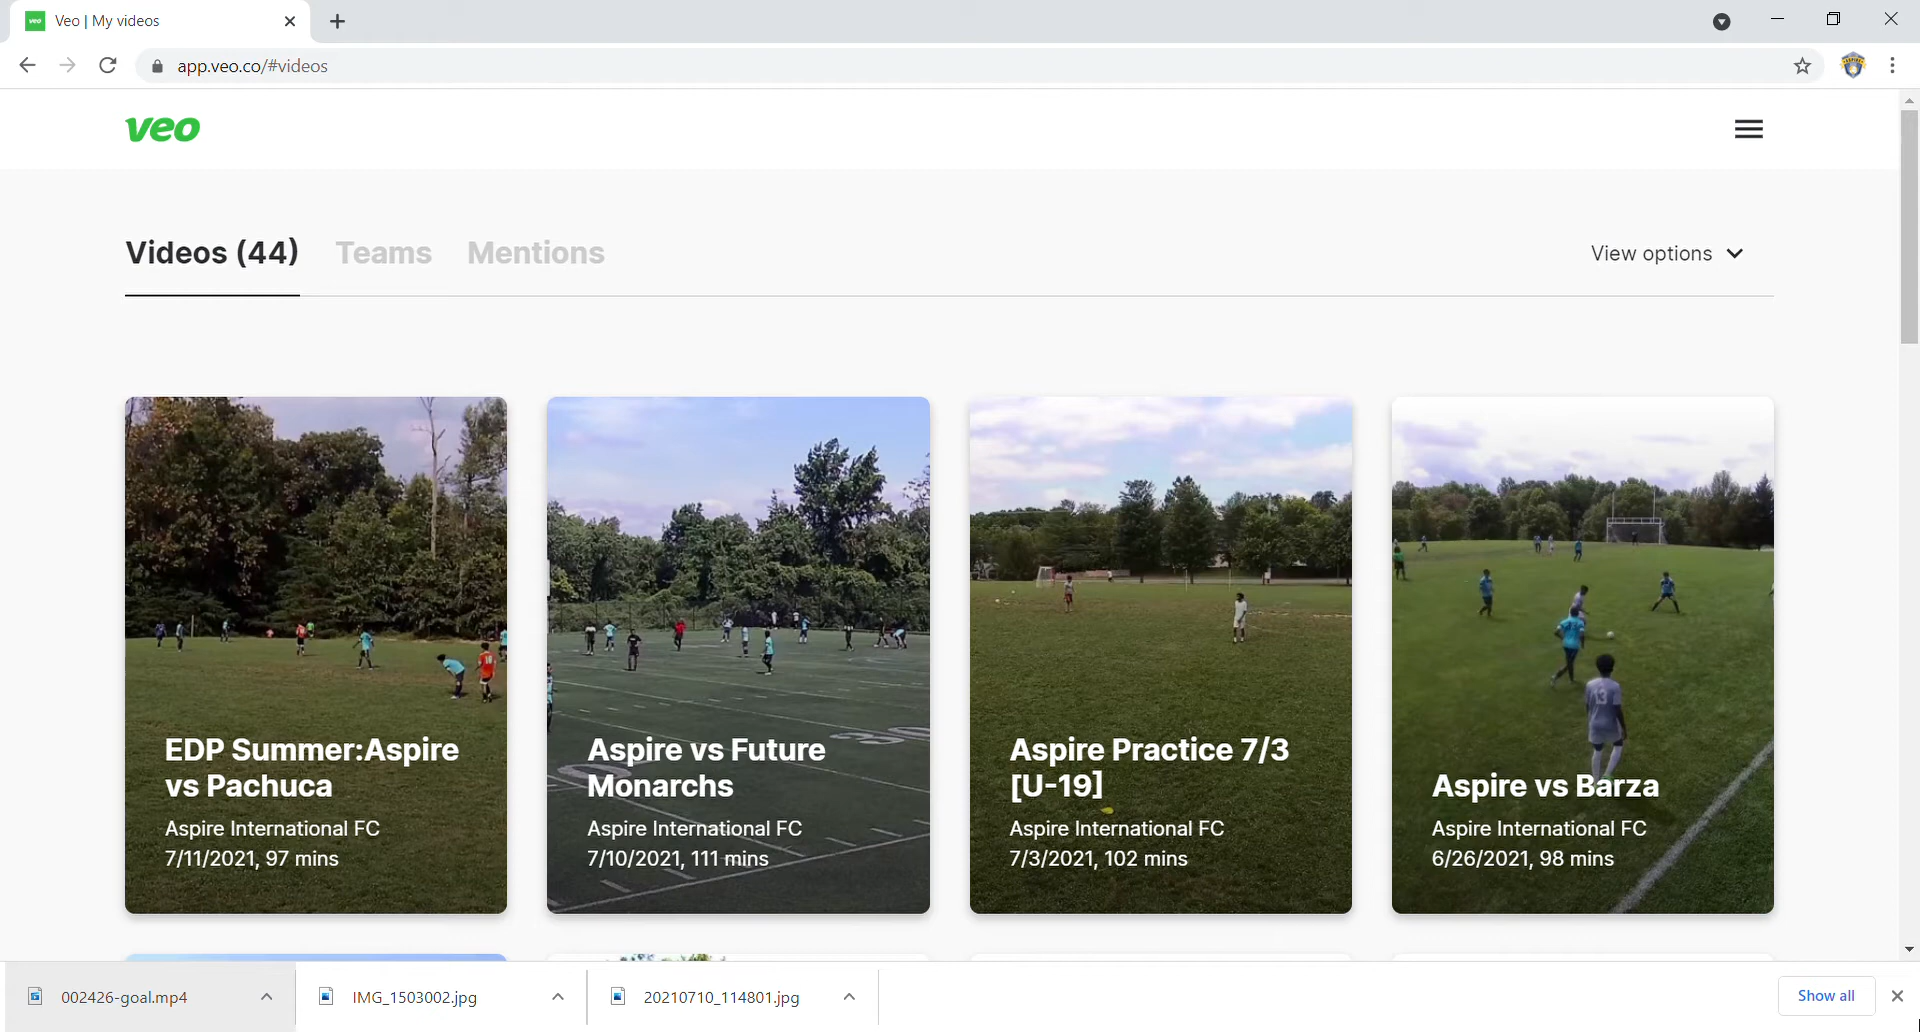 Veo | My videos
app.veo.co/#videos
veo
Videos (44) Teams Mentions View options
EDP Summer:Aspire
vs Pachuca
Aspire International FC
7/11/2021, 97 mins
Aspire vs Future
Monarchs
Aspire International FC
7/10/2021, 111 mins
Aspire Practice 7/3
[U-19]
Aspire International FC
7/3/2021, 102 mins
Aspire vs Barza
Aspire International FC
6/26/2021, 98 mins
002426-goal.mp4 IMG_1503002.jpg 20210710_114801.jpg Show all